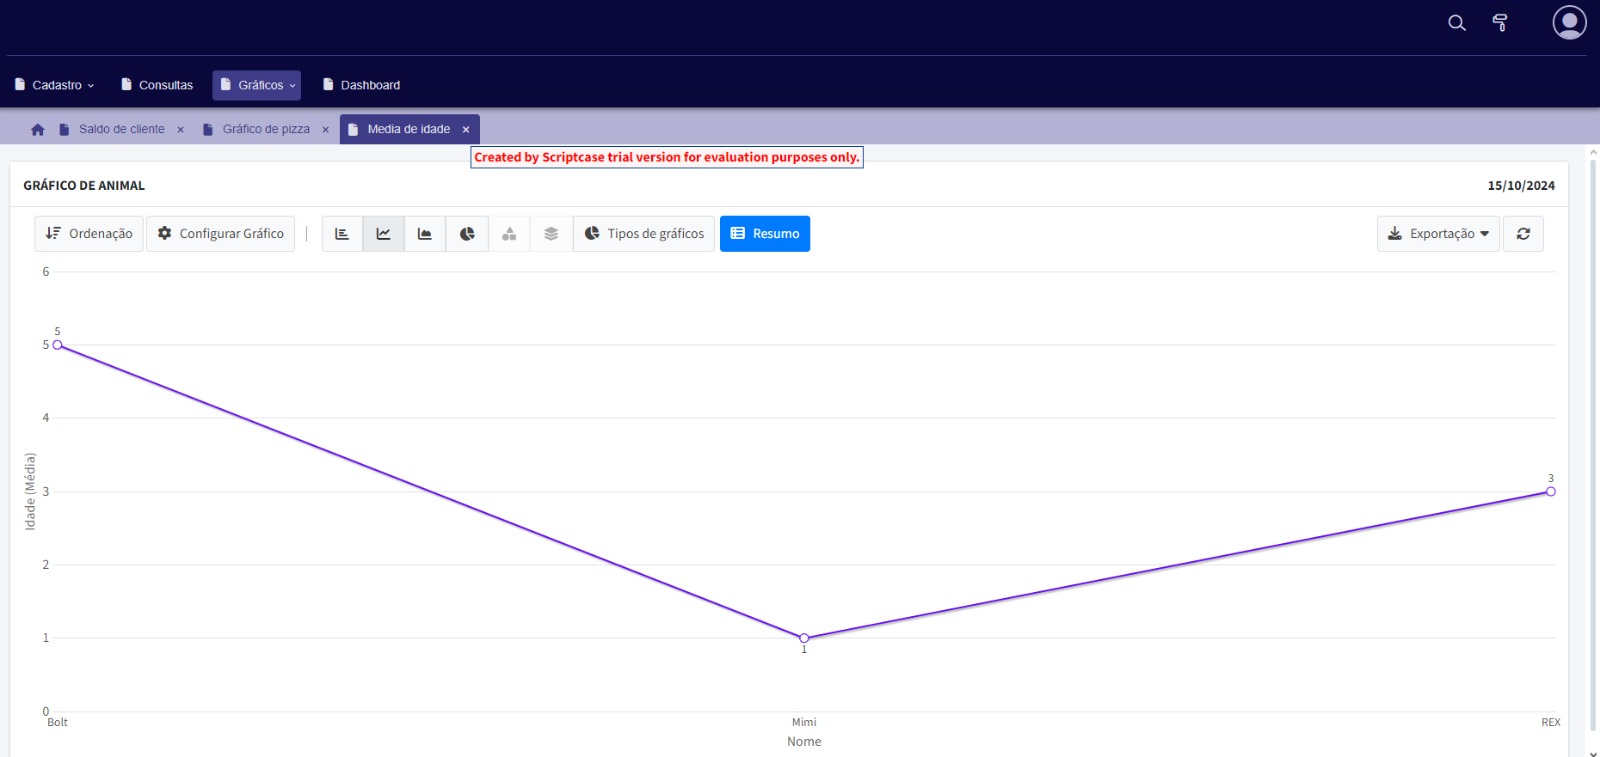 Cadastro
Consultas
Gráficos
Dashboard
Saldo de cliente ×
Gráfico de pizza ×
Media de idade ×
Created by Scriptcase trial version for evaluation purposes only.
GRÁFICO DE ANIMAL
15/10/2024
Ordenação
Configurar Gráfico
Tipos de gráficos
Resumo
Exportação
6
5
4
3
2
1
0
Idade (Média)
5
1
3
Bolt
Mimi
REX
Nome